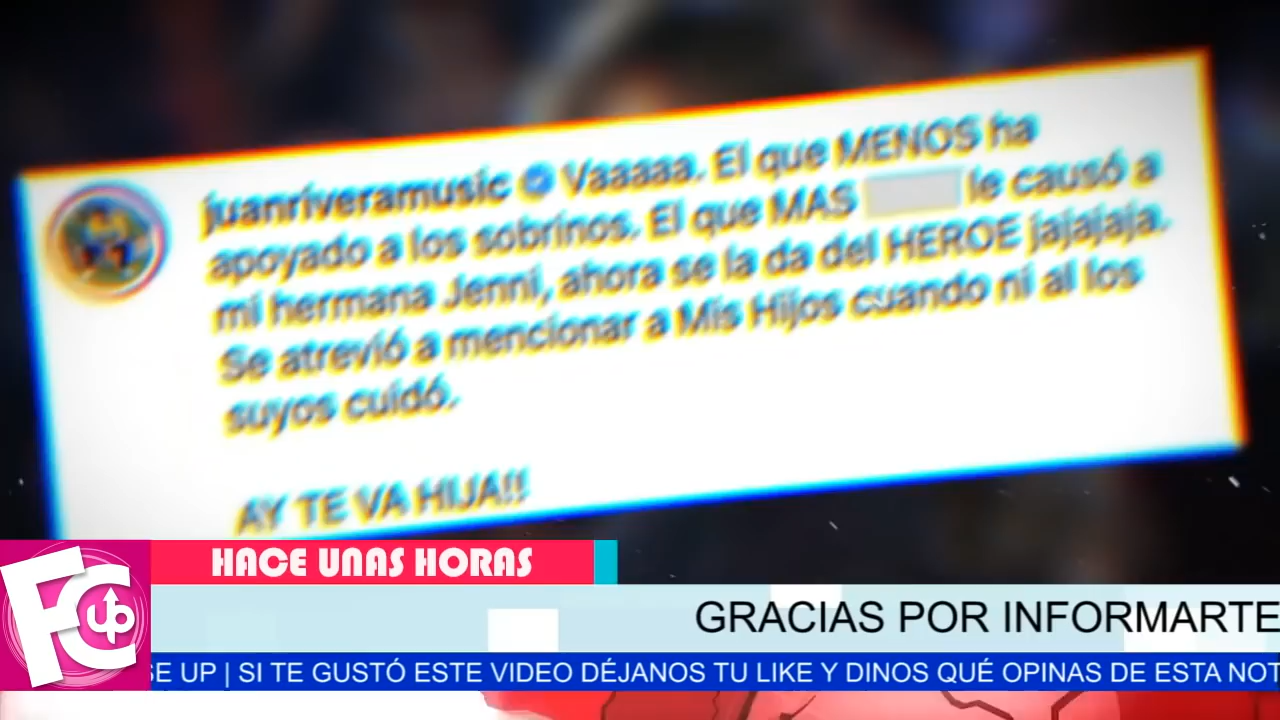 juanriveramusic Vaaaaa. El que MENOS ha
apoyado a los sobrinos. El que MAS le causó a
mi hermana Jenni, ahora se la da del HEROE jajajaja.
Se atrevió a mencionar a Mis Hijos cuando ni al los
suyos cuidó.
AY TE VA HIJA!!
HACE UNAS HORAS
FC up
GRACIAS POR INFORMARTE
SE UP | SI TE GUSTÓ ESTE VIDEO DÉJANOS TU LIKE Y DINOS QUÉ OPINAS DE ESTA NOT